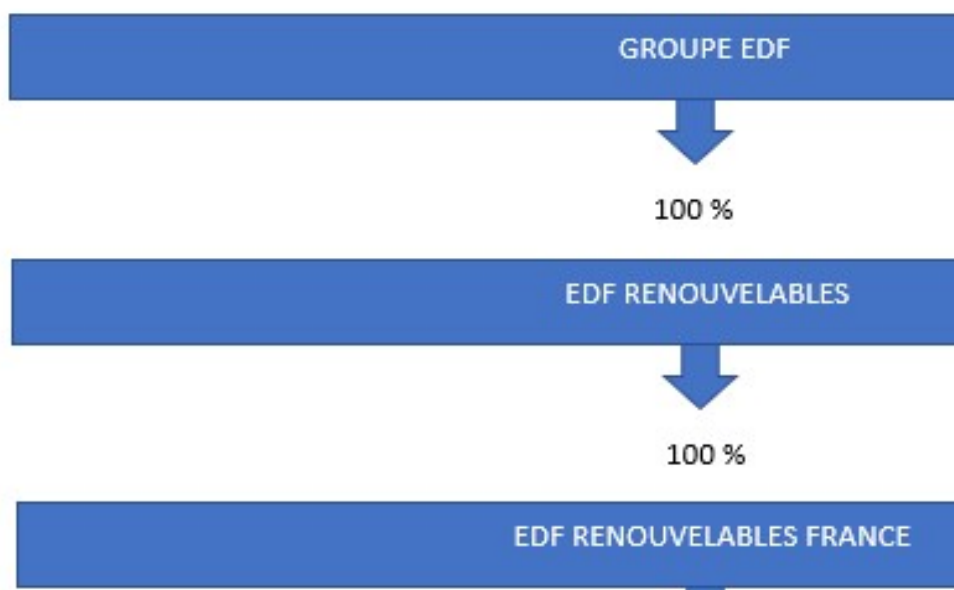 GROUPE EDF
100 %
EDF RENOUVELABLES
100 %
EDF RENOUVELABLES FRANCE